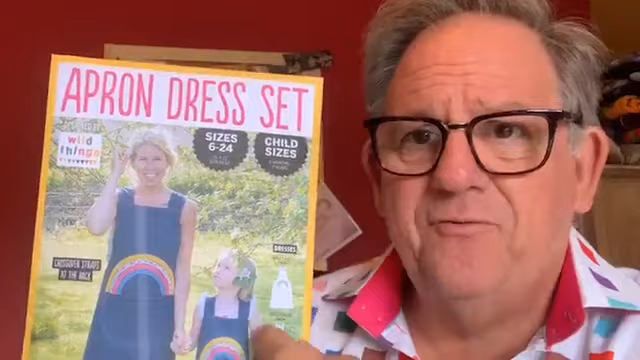 APRON DRESS SET
wild
things
SIZES
6-24
CHILD
SIZES
CROSSOVER STRAPS
AT THE BACK
DRESSES